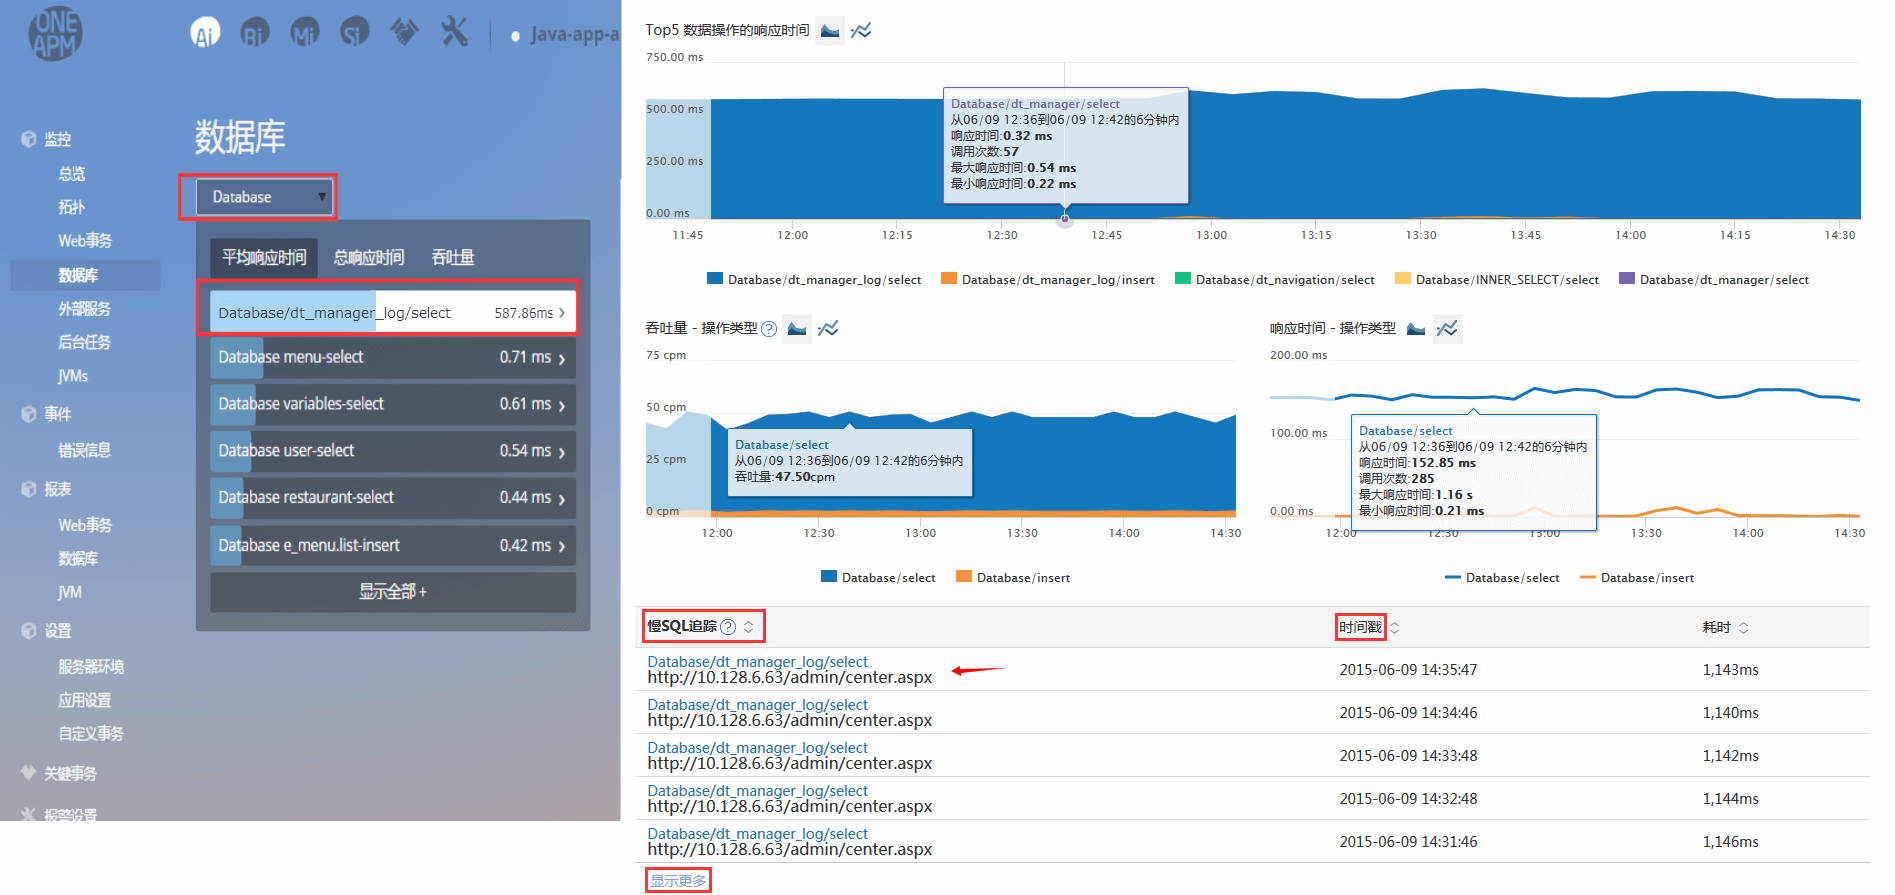 ONE
APM
Ai
Bi
Mi
Si
Java-app-a
监控
总览
拓扑
Web事务
数据库
外部服务
后台任务
JVMs
事件
错误信息
报表
Web事务
数据库
JVM
设置
服务器环境
应用设置
自定义事务
关键事务
报警设置
数据库
Database
平均响应时间 总响应时间 吞吐量
Database/dt_manager_log/select 587.86ms
Database menu-select 0.71 ms
Database variables-select 0.61 ms
Database user-select 0.54 ms
Database restaurant-select 0.44 ms
Database e_menu.list-insert 0.42 ms
显示全部 +
Top5 数据操作的响应时间
750.00 ms
500.00 ms
250.00 ms
0.00 ms
Database/dt_manager/select
从06/09 12:36到06/09 12:42的6分钟内
响应时间:0.32 ms
调用次数:57
最大响应时间:0.54 ms
最小响应时间:0.22 ms
11:45 12:00 12:15 12:30 12:45 13:00 13:15 13:30 13:45 14:00 14:15 14:30
Database/dt_manager_log/select Database/dt_manager_log/insert Database/dt_navigation/select Database/INNER_SELECT/select Database/dt_manager/select
吞吐量 - 操作类型 ?
75 cpm
50 cpm
25 cpm
0 cpm
Database/select
从06/09 12:36到06/09 12:42的6分钟内
吞吐量:47.50cpm
12:00 12:30 13:00 13:30 14:00 14:30
Database/select Database/insert
响应时间 - 操作类型
200.00 ms
100.00 ms
0.00 ms
Database/select
从06/09 12:36到06/09 12:42的6分钟内
响应时间:152.85 ms
调用次数:285
最大响应时间:1.16 s
最小响应时间:0.21 ms
12:00 12:30 13:00 13:30 14:00 14:30
Database/select Database/insert
慢SQL追踪 ? 时间戳 耗时
Database/dt_manager_log/select
http://10.128.6.63/admin/center.aspx 2015-06-09 14:35:47 1,143ms
Database/dt_manager_log/select
http://10.128.6.63/admin/center.aspx 2015-06-09 14:34:46 1,140ms
Database/dt_manager_log/select
http://10.128.6.63/admin/center.aspx 2015-06-09 14:33:48 1,142ms
Database/dt_manager_log/select
http://10.128.6.63/admin/center.aspx 2015-06-09 14:32:48 1,144ms
Database/dt_manager_log/select
http://10.128.6.63/admin/center.aspx 2015-06-09 14:31:46 1,146ms
显示更多